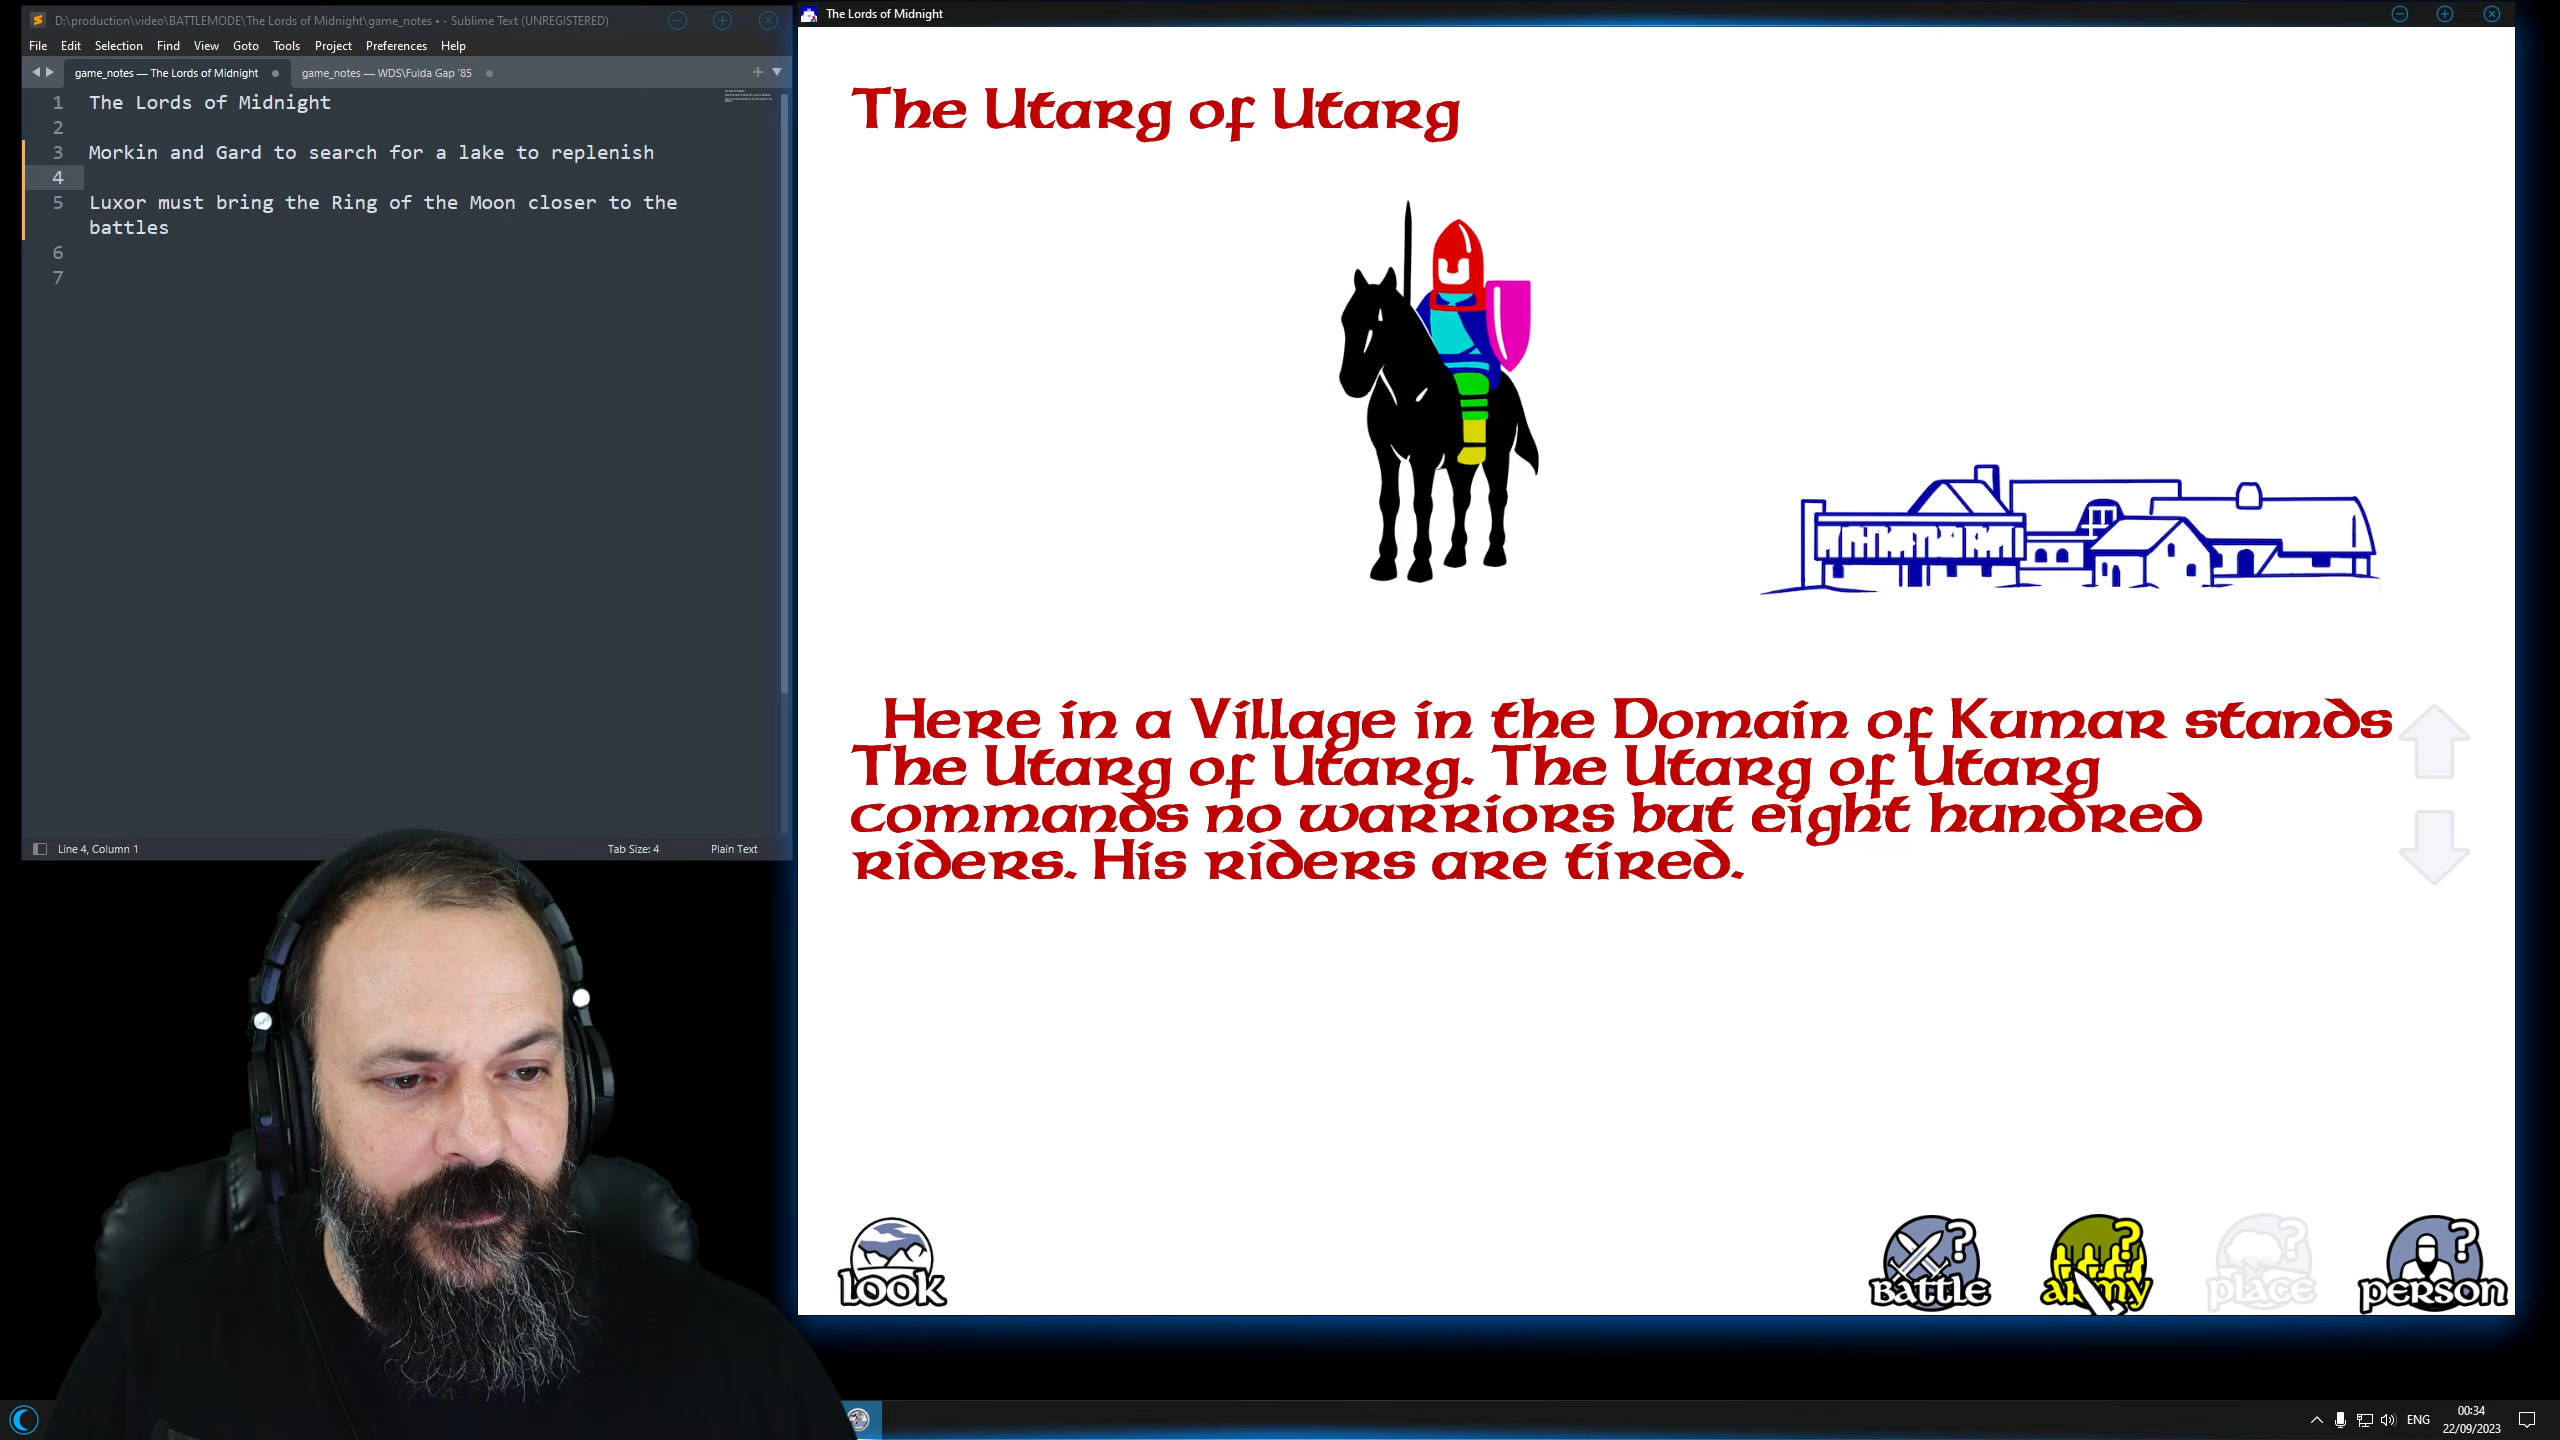 D:\production\video\BATTLEMODE\The Lords of Midnight\game_notes • - Sublime Text (UNREGISTERED)
File Edit Selection Find View Goto Tools Project Preferences Help
game_notes — The Lords of Midnight
game_notes — WDS\Fulda Gap '85
1 The Lords of Midnight
2
3 Morkin and Gard to search for a lake to replenish
4
5 Luxor must bring the Ring of the Moon closer to the
battles
6
7
Line 4, Column 1
Tab Size: 4
Plain Text
The Lords of Midnight
The Utarg of Utarg
Here in a Village in the Domain of Kumar stands
The Utarg of Utarg. The Utarg of Utarg
commands no warriors but eight hundred
riders. His riders are tired.
look
Battle
army
place
person
ENG
00:34
22/09/2023